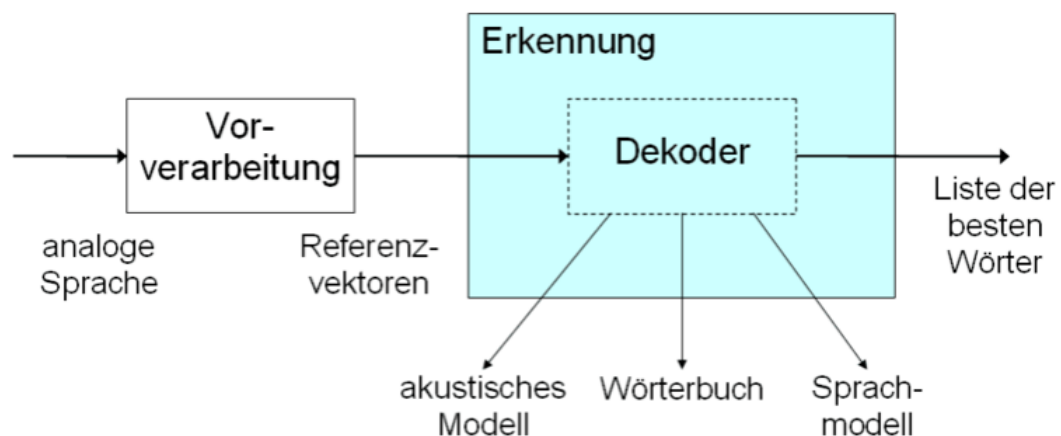 Erkennung
Vor-
verarbeitung
Dekoder
analoge
Sprache
Referenz-
vektoren
Liste der
besten
Wörter
akustisches
Modell
Wörterbuch
Sprach-
modell